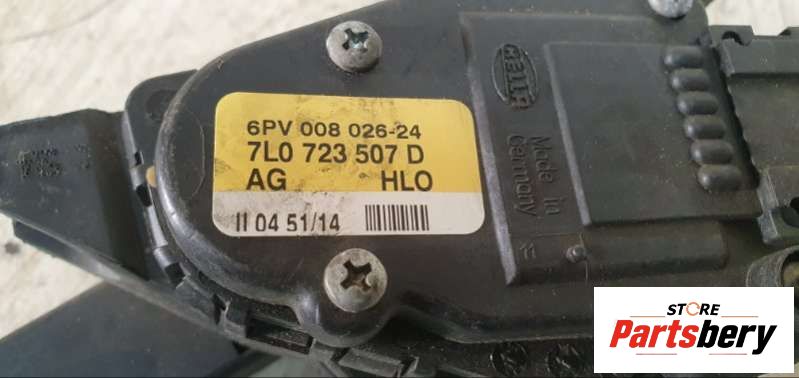 6PV 008 026-24
7L0 723 507 D
AG HLO
II 04 51/14
HELLA
Made in
Germany
STORE
Partsbery